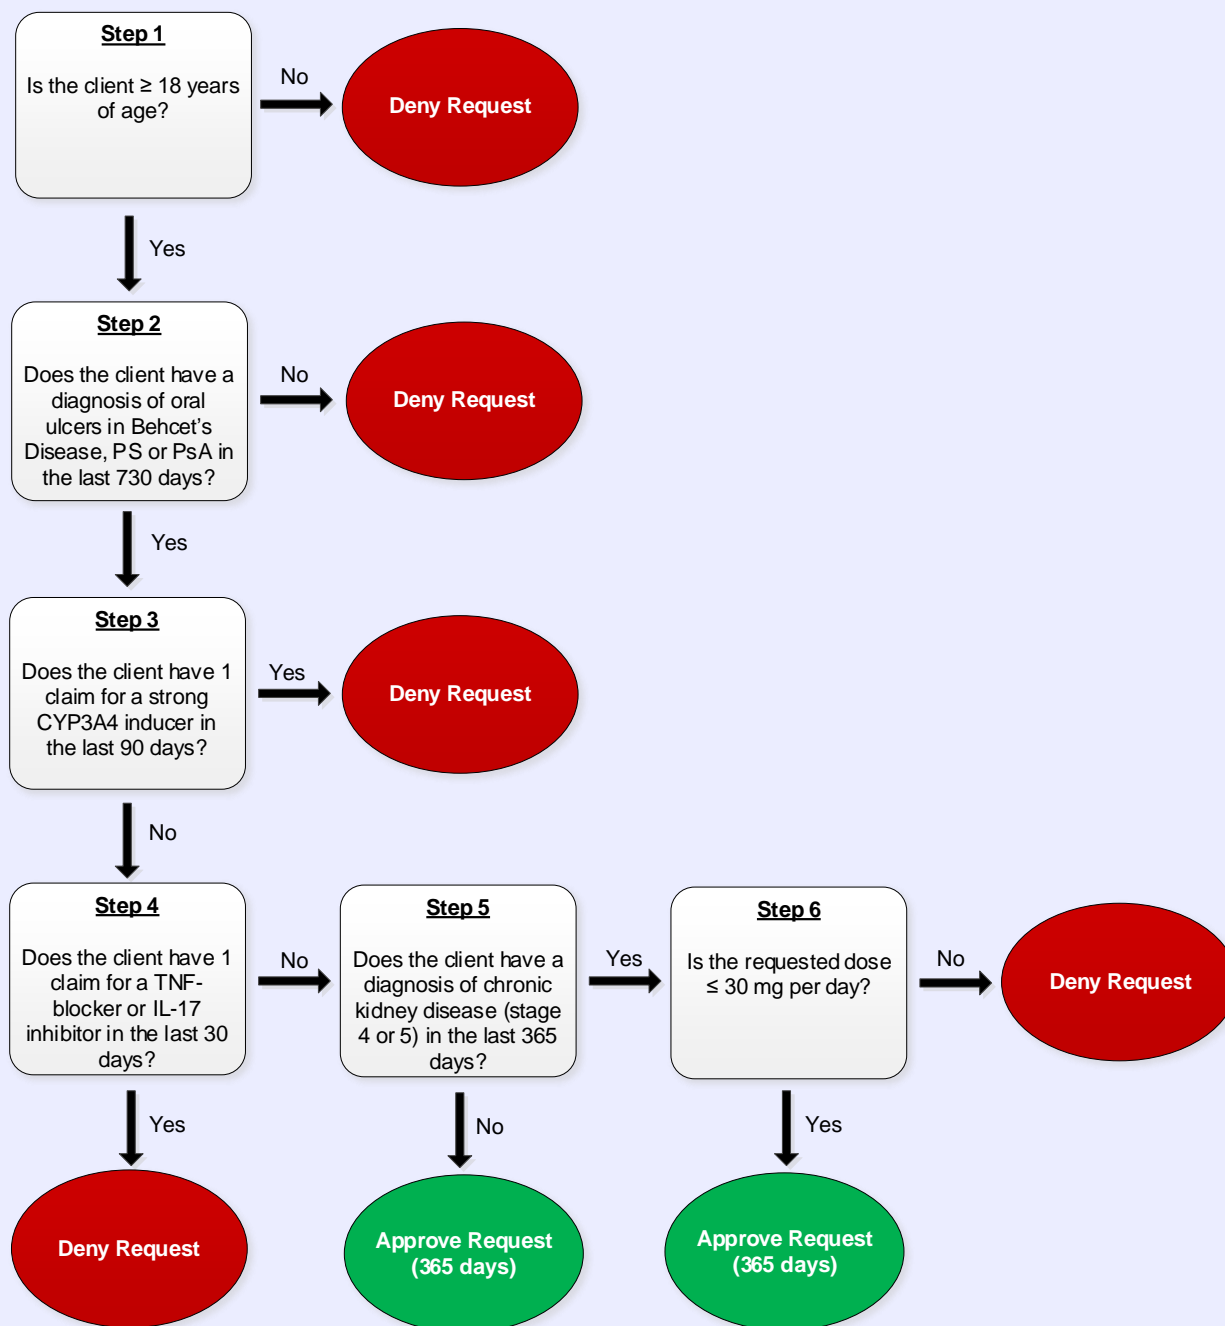 Step 1
Is the client ≥ 18 years
of age?
No
Deny Request
Yes
Step 2
Does the client have a
diagnosis of oral
ulcers in Behcet’s
Disease, PS or PsA in
the last 730 days?
No
Deny Request
Yes
Step 3
Does the client have 1
claim for a strong
CYP3A4 inducer in
the last 90 days?
Yes
Deny Request
No
Step 4
Does the client have 1
claim for a TNF-
blocker or IL-17
inhibitor in the last 30
days?
No
Step 5
Does the client have a
diagnosis of chronic
kidney disease (stage
4 or 5) in the last 365
days?
Yes
Step 6
Is the requested dose
≤ 30 mg per day?
No
Deny Request
Yes
Deny Request
No
Approve Request
(365 days)
Yes
Approve Request
(365 days)